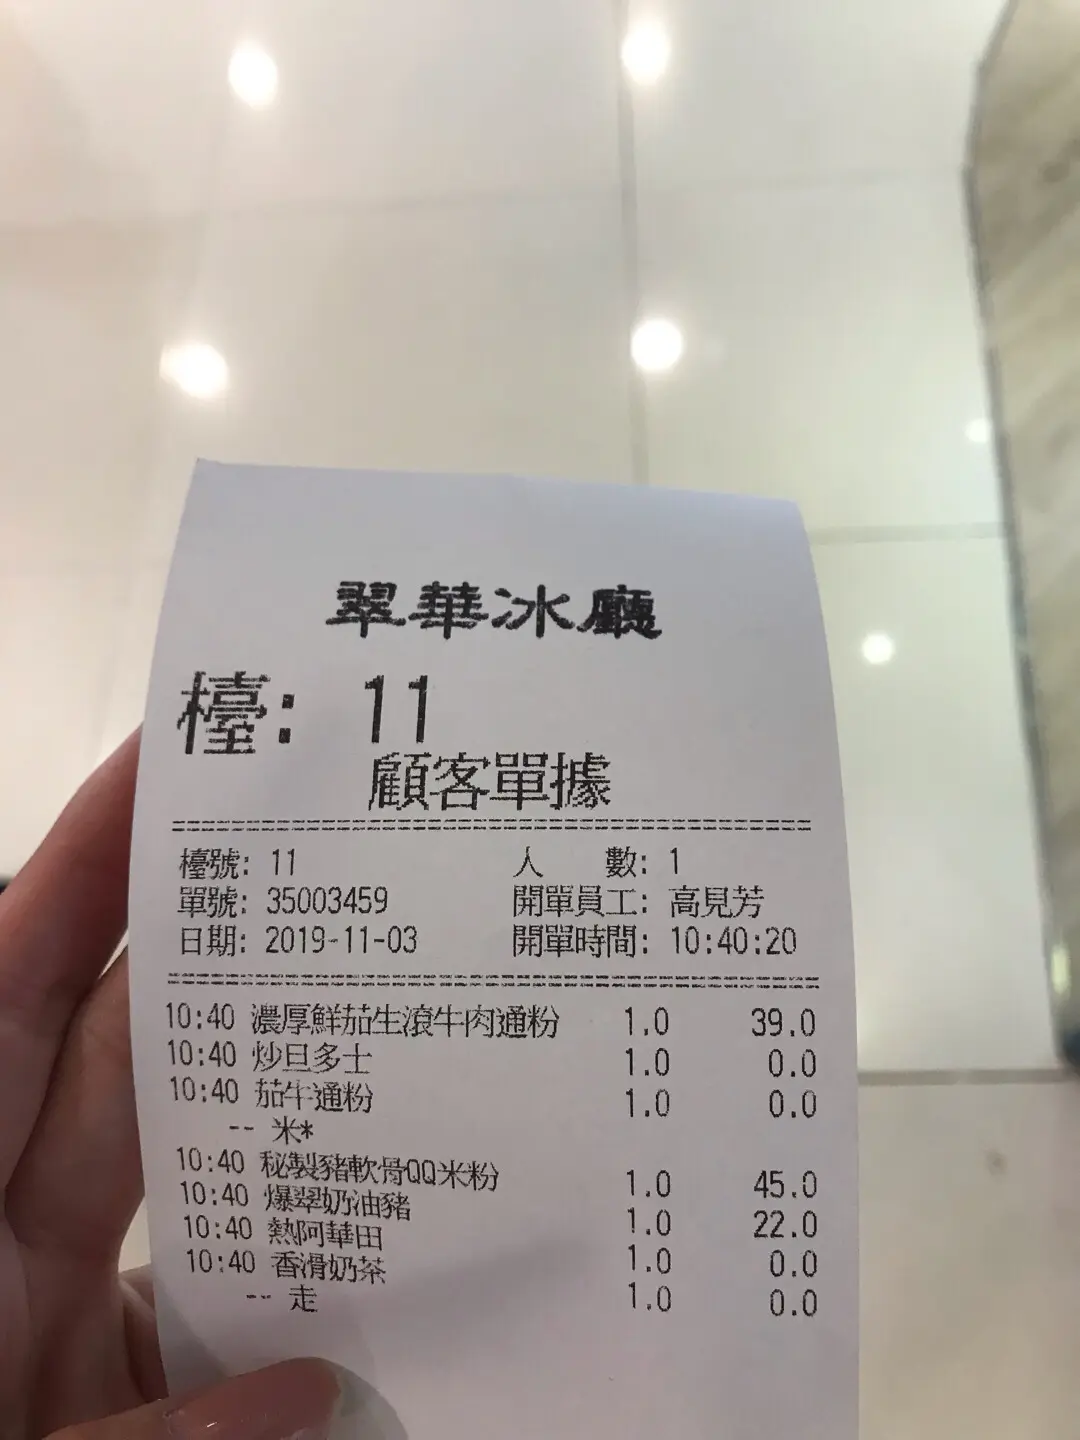 翠華冰廳
檯: 11
顧客單據
檯號: 11 人 數: 1
單號: 35003459 開單員工: 高見芳
日期: 2019-11-03 開單時間: 10:40:20
10:40 濃厚鮮茄生滾牛肉通粉 1.0 39.0
10:40 炒旦多士 1.0 0.0
10:40 茄牛通粉 1.0 0.0
-- 米*
10:40 秘製豬軟骨QQ米粉 1.0 45.0
10:40 爆翠奶油豬 1.0 22.0
10:40 熱阿華田 1.0 0.0
10:40 香滑奶茶 1.0 0.0
-- 走